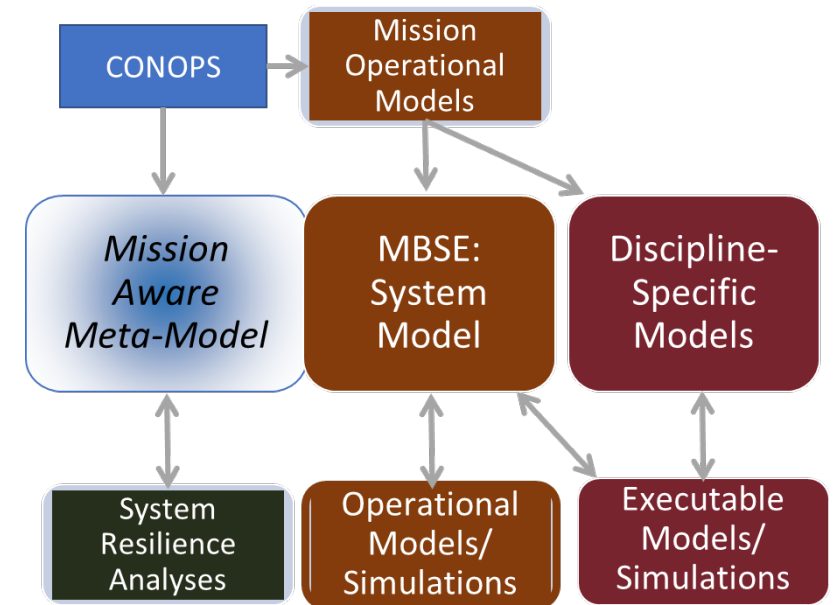 CONOPS
Mission
Operational
Models
Mission
Aware
Meta-Model
MBSE:
System
Model
Discipline-
Specific
Models
System
Resilience
Analyses
Operational
Models/
Simulations
Executable
Models/
Simulations